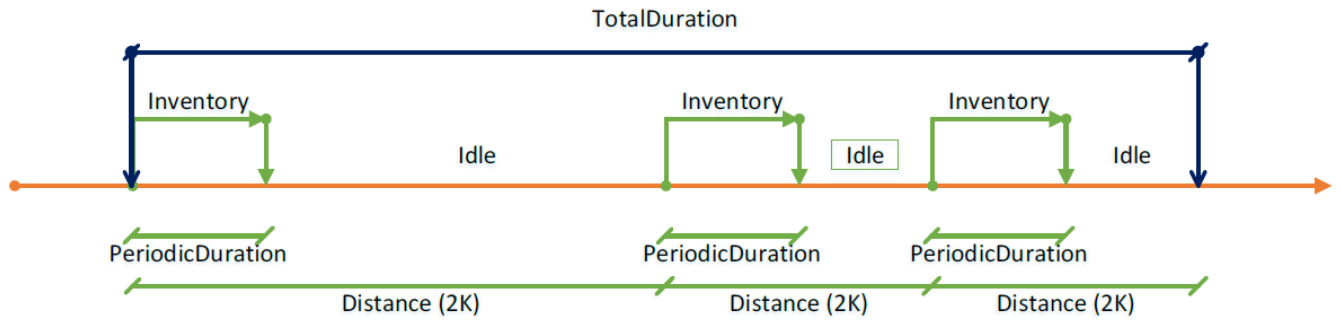 TotalDuration
Inventory Inventory Inventory
Idle Idle Idle
PeriodicDuration PeriodicDuration PeriodicDuration
Distance (2K) Distance (2K) Distance (2K)